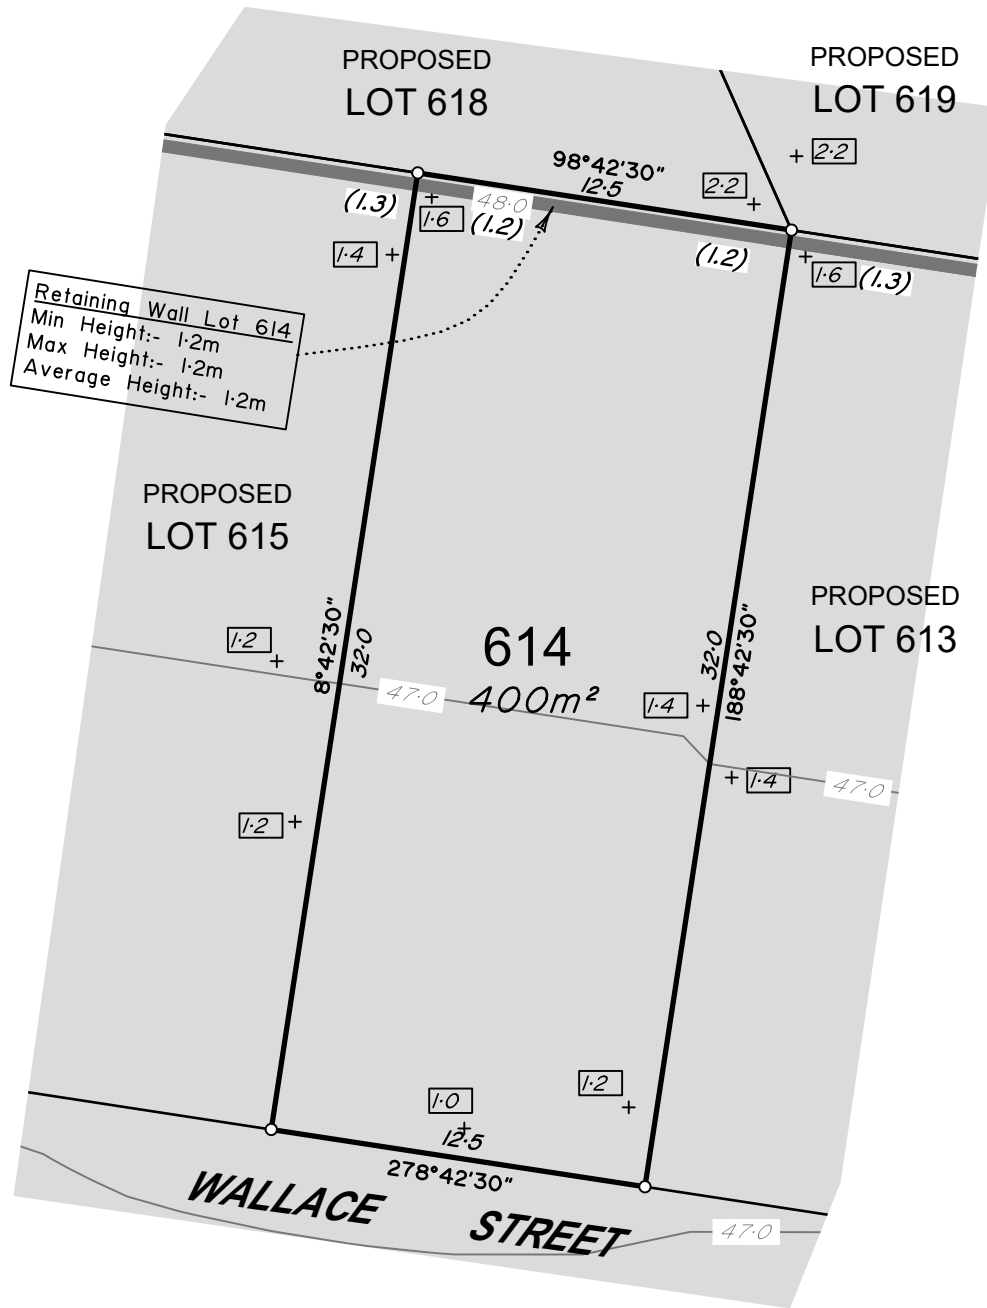 PROPOSED
LOT 618
PROPOSED
LOT 619
2·2
98°42'30"
12·5
2·2
(1.3)
1·6
48·0
(1.2)
1·4
(1.2)
1·6
(1.3)
Retaining Wall Lot 614
Min Height:- 1·2m
Max Height:- 1·2m
Average Height:- 1·2m
PROPOSED
LOT 615
PROPOSED
LOT 613
1·2
8°42'30"
32·0
614
400m²
32·0
188°42'30"
47·0
1·4
1·4
47·0
1·2
1·2
1·0
12·5
278°42'30"
WALLACE STREET
47·0